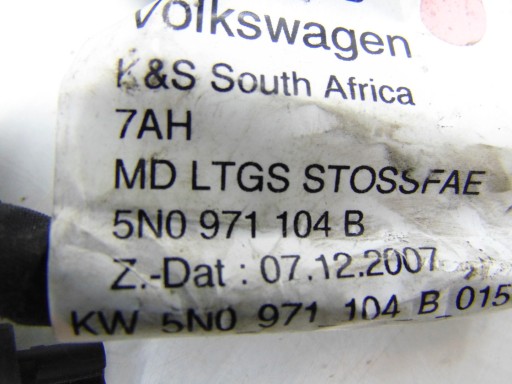 Volkswagen
K&S South Africa
7AH
MD LTGS STOSSFAE
5N0 971 104 B
Z.-Dat : 07.12.2007
KW 5N0 971 104 B 015